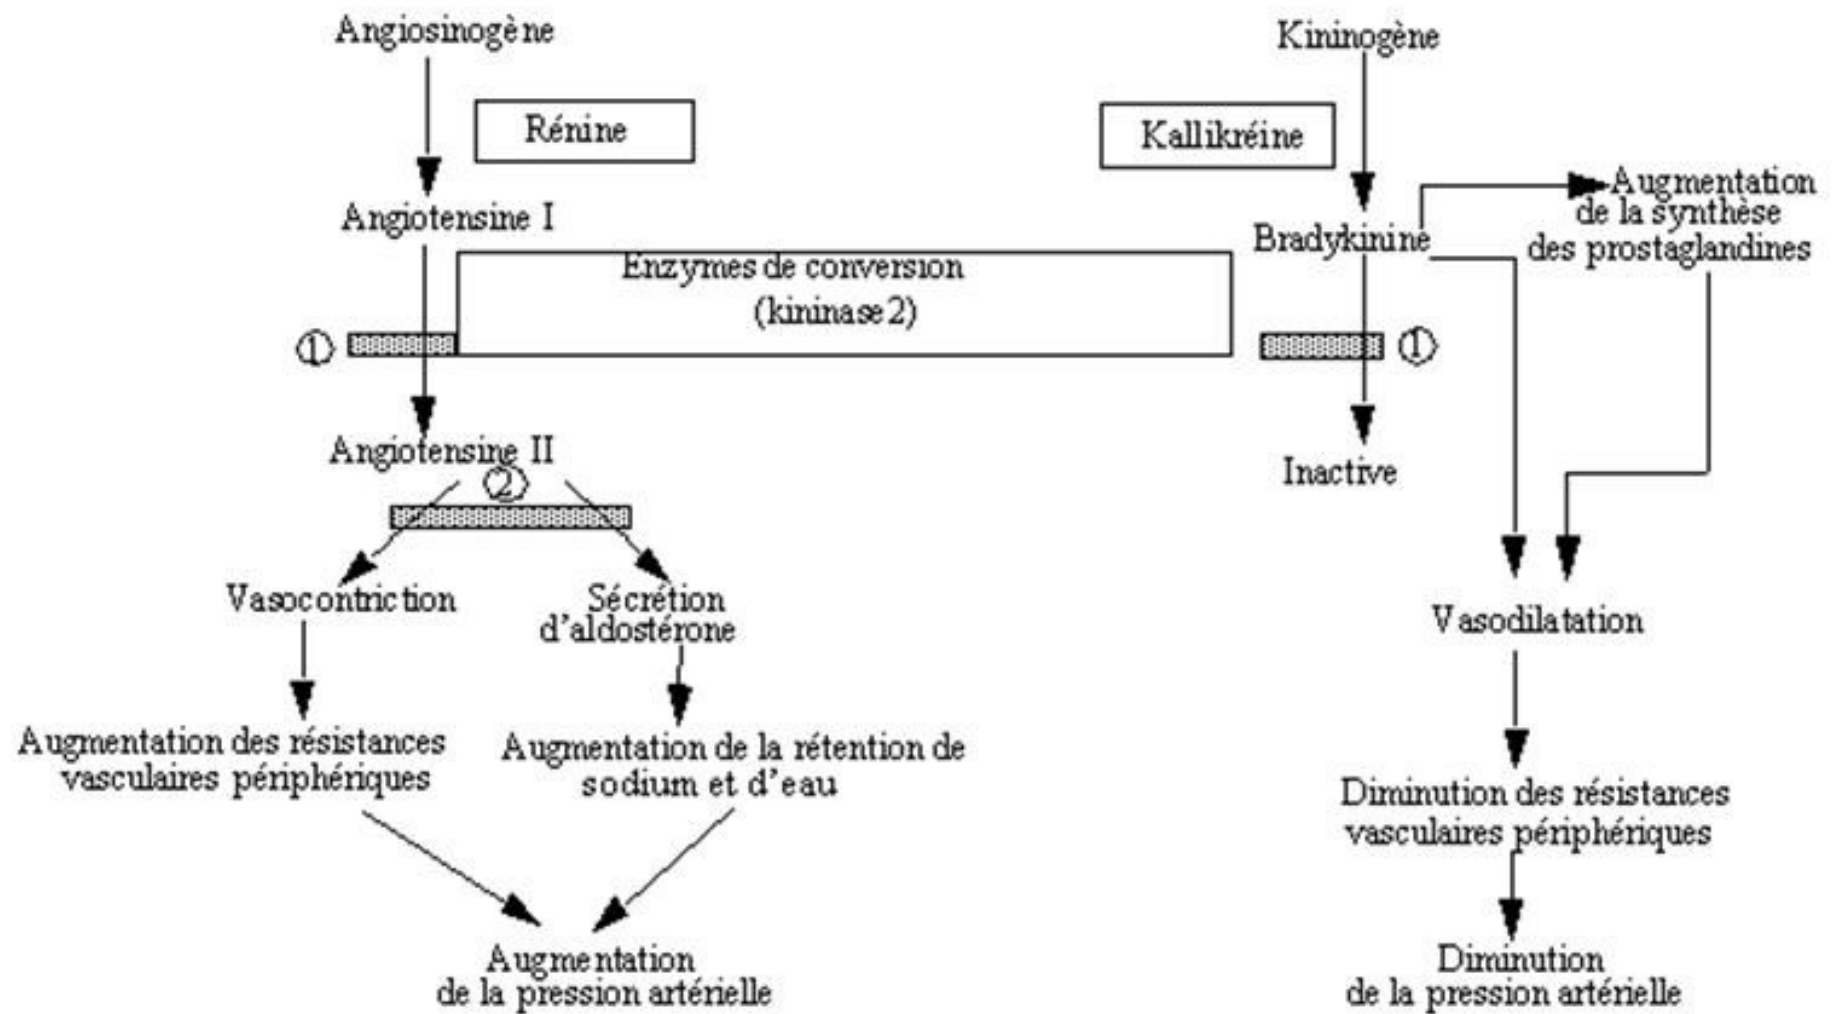 Angiosinogène
Kininogène
Rénine
Kallikréine
Angiotensine I
Bradykinine
Augmentation
de la synthèse
des prostaglandines
Enzymes de conversion
(kininase2)
①
①
Angiotensine II
②
Inactive
Vasocontriction
Sécrétion
d'aldostérone
Vasodilatation
Augmentation des résistances
vasculaires périphériques
Augmentation de la rétention de
sodium et d'eau
Diminution des résistances
vasculaires périphériques
Augmentation
de la pression artérielle
Diminution
de la pression artérielle